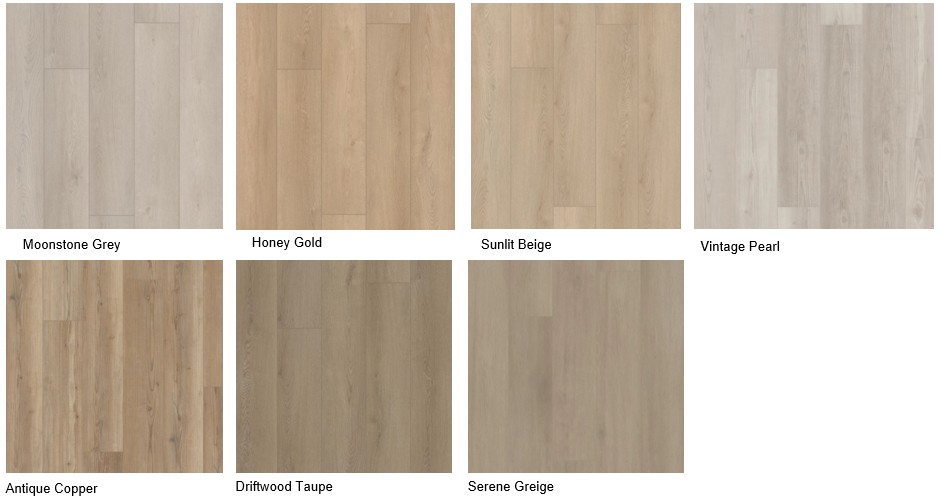 Moonstone Grey
Honey Gold
Sunlit Beige
Vintage Pearl
Antique Copper
Driftwood Taupe
Serene Greige